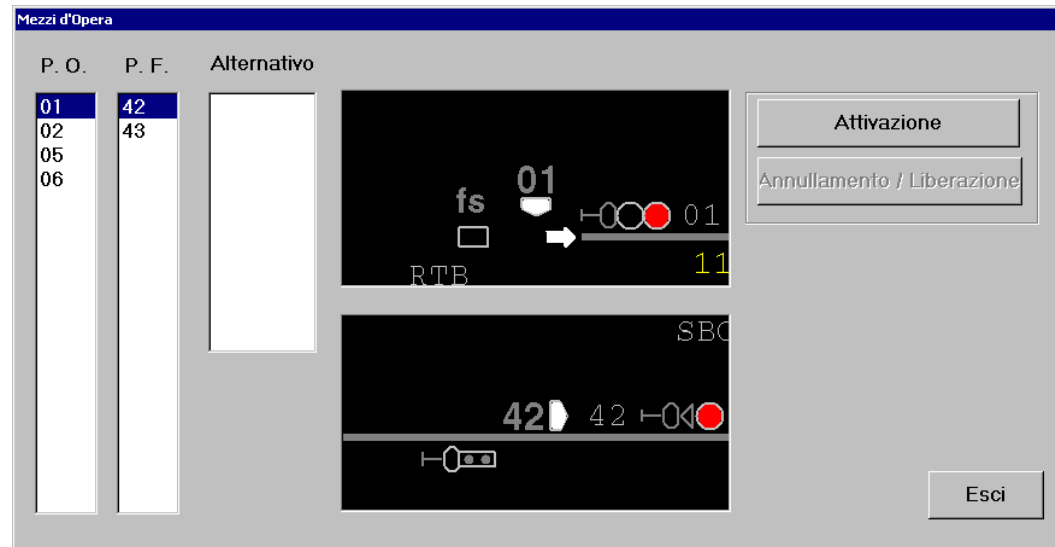 Mezzi d'Opera
P. O.
P. F.
Alternativo
01
02
05
06
42
43
fs
01
01
11
RTB
SBC
42
42
Attivazione
Annullamento / Liberazione
Esci